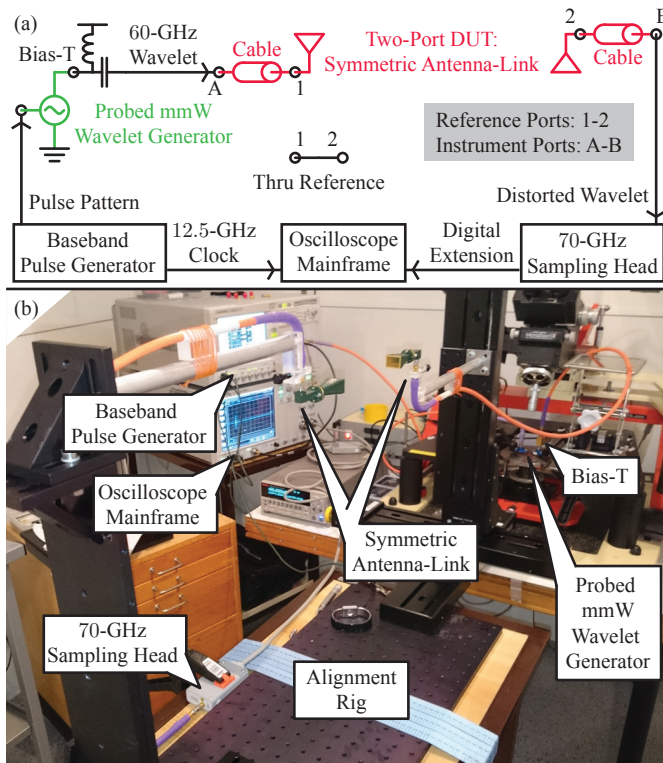 (a)
60-GHz
Wavelet
Bias-T
Cable
A
1
Two-Port DUT:
Symmetric Antenna-Link
2
Cable
B
Probed mmW
Wavelet Generator
1 2
Thru Reference
Reference Ports: 1-2
Instrument Ports: A-B
Pulse Pattern
Distorted Wavelet
Baseband
Pulse Generator
12.5-GHz
Clock
Oscilloscope
Mainframe
Digital
Extension
70-GHz
Sampling Head
(b)
Baseband
Pulse Generator
Oscilloscope
Mainframe
Bias-T
Symmetric
Antenna-Link
Probed
mmW
Wavelet
Generator
70-GHz
Sampling Head
Alignment
Rig